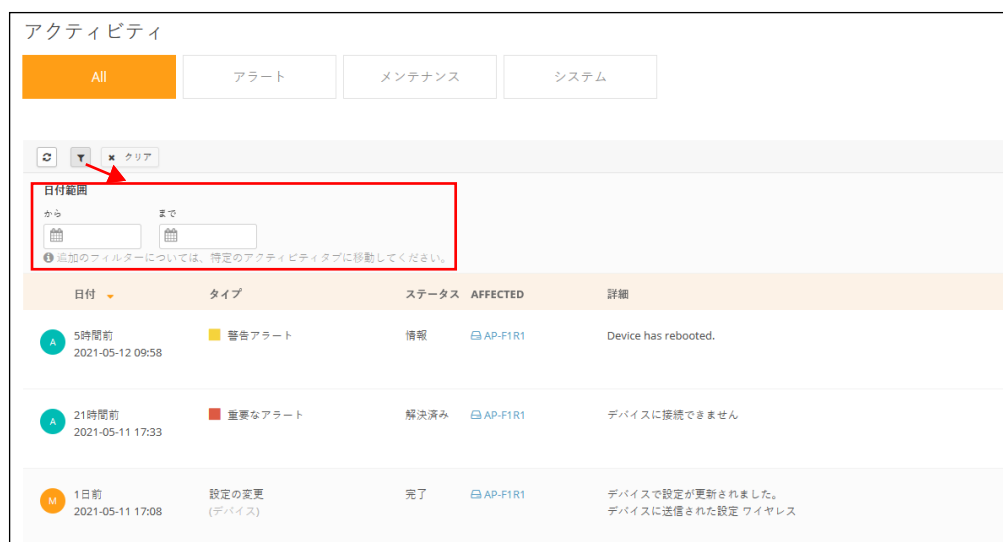 アクティビティ
All アラート メンテナンス システム
クリア
日付範囲
から まで
追加のフィルターについては、特定のアクティビティタブに移動してください。
日付 タイプ ステータス AFFECTED 詳細
A 5時間前 警告アラート 情報 AP-F1R1 Device has rebooted.
2021-05-12 09:58
A 21時間前 重要なアラート 解決済み AP-F1R1 デバイスに接続できません
2021-05-11 17:33
M 1日前 設定の変更 完了 AP-F1R1 デバイスで設定が更新されました。
2021-05-11 17:08 (デバイス) デバイスに送信された設定 ワイヤレス